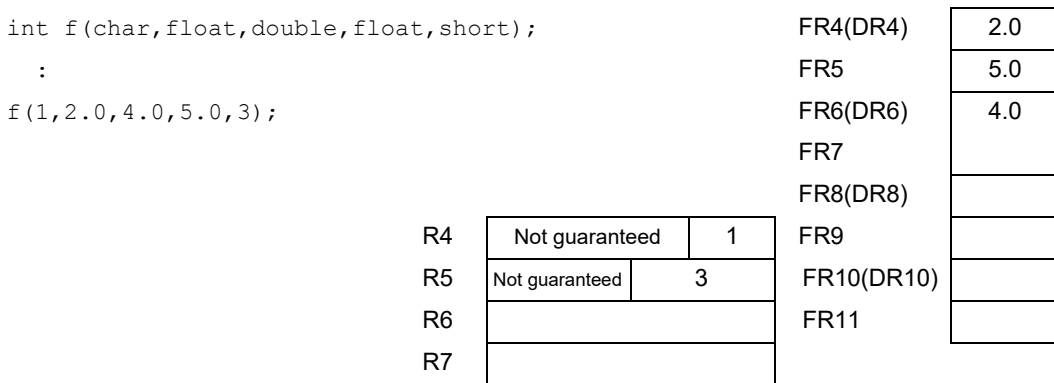 int f(char,float,double,float,short);
:
f(1,2.0,4.0,5.0,3);
FR4(DR4) 2.0
FR5 5.0
FR6(DR6) 4.0
FR7
FR8(DR8)
FR9
FR10(DR10)
FR11
R4 Not guaranteed 1
R5 Not guaranteed 3
R6
R7